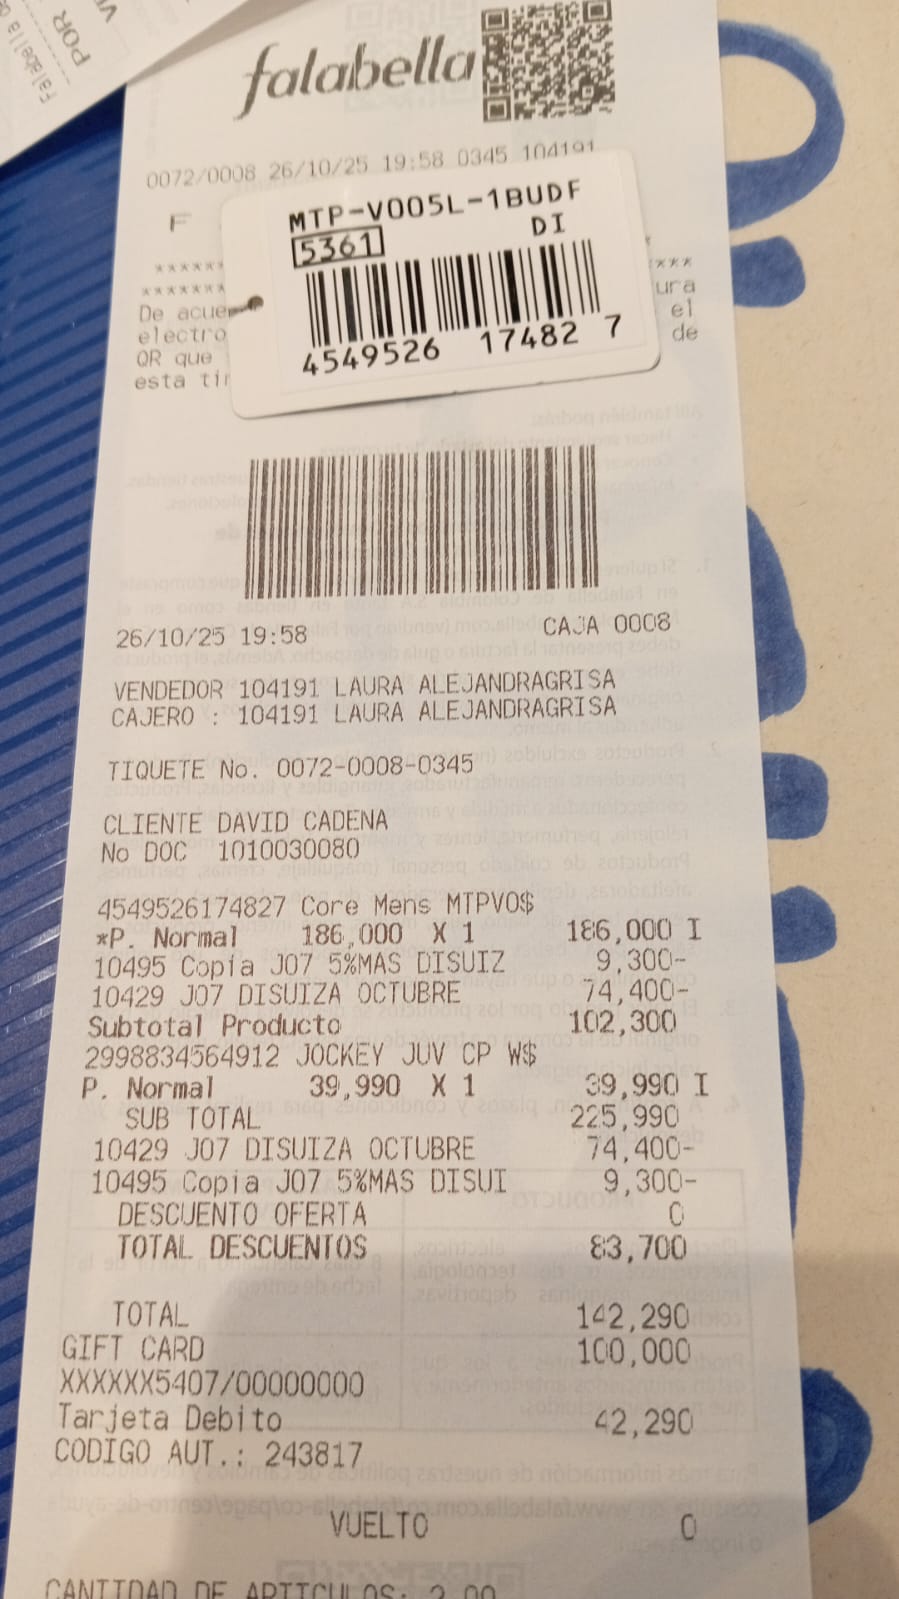 falabella
0072/0008 26/10/25 19:58 0345 104191
MTP-V005L-1BUDF
DI
5361
4549526 17482 7
F
De acue ura
electro el
QR que de
esta tir
26/10/25 19:58 CAJA 0008
VENDEDOR 104191 LAURA ALEJANDRAGRISA
CAJERO : 104191 LAURA ALEJANDRAGRISA
TIQUETE No. 0072-0008-0345
CLIENTE DAVID CADENA
No DOC 1010030080
4549526174827 Core Mens MTPV0$
*P. Normal 186,000 X 1 186,000 I
10495 Copia J07 5%MAS DISUIZ 9,300-
10429 J07 DISUIZA OCTUBRE 74,400-
Subtotal Producto 102,300
2998834564912 JOCKEY JUV CP W$
P. Normal 39,990 X 1 39,990 I
SUB TOTAL 225,990
10429 J07 DISUIZA OCTUBRE 74,400-
10495 Copia J07 5%MAS DISUI 9,300-
DESCUENTO OFERTA 0
TOTAL DESCUENTOS 83,700
TOTAL 142,290
GIFT CARD 100,000
XXXXXX5407/00000000
Tarjeta Debito 42,290
CODIGO AUT.: 243817
VUELTO 0
CANTIDAD DE ARTICULOS: 2.00